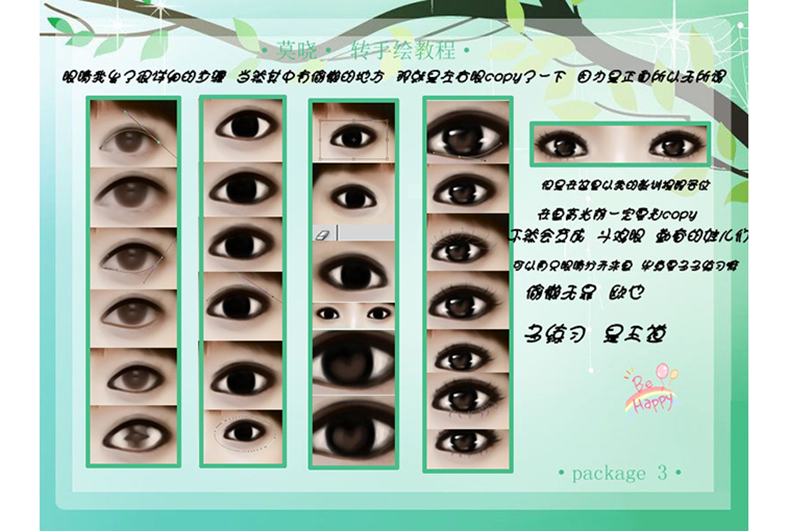 •莫晓• 转手绘教程•
眼睛我出了很详细的步骤 当然其中有偷懒的地方 那就是左右眼copy了一下 因为是正面所以无所谓
但是在这里以我的教训提醒各位
在画高光前一定要先copy
不然会变成 斗鸡眼 勤奋的娃儿们
可以两只眼睛分开来画 毕竟要多多练习嘛
偷懒无罪 欧也
多练习 是王道
Be
Happy
•package 3•